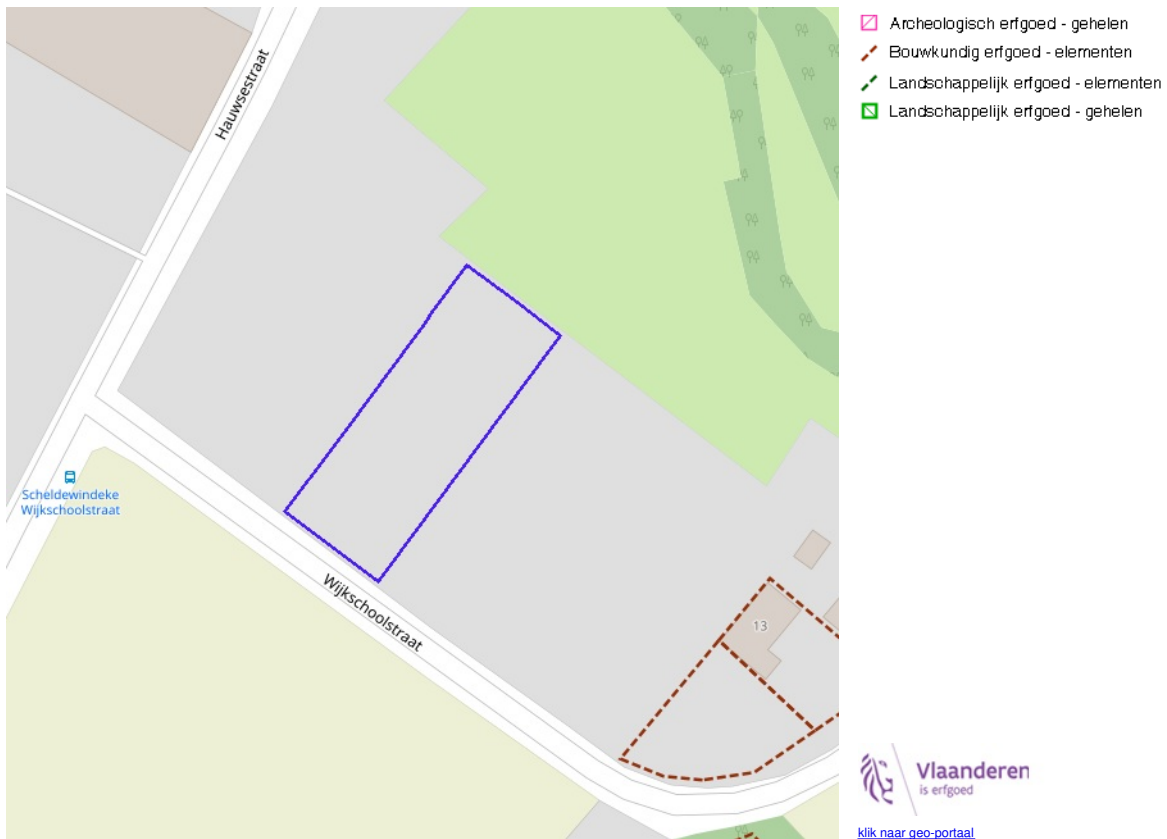 Hauwsestraat
Scheldewindeke
Wijkschoolstraat
Wijkschoolstraat
13
Archeologisch erfgoed - gehelen
Bouwkundig erfgoed - elementen
Landschappelijk erfgoed - elementen
Landschappelijk erfgoed - gehelen
Vlaanderen
is erfgoed
klik naar geo-portaal